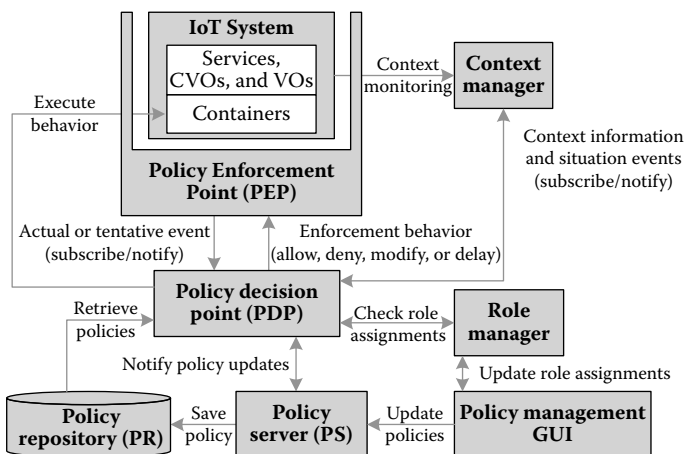 IoT System
Services,
CVOs, and VOs
Containers
Policy Enforcement
Point (PEP)
Context
monitoring
Context
manager
Execute
behavior
Context information
and situation events
(subscribe/notify)
Actual or tentative event
(subscribe/notify)
Enforcement behavior
(allow, deny, modify, or delay)
Policy decision
point (PDP)
Retrieve
policies
Check role
assignments
Role
manager
Notify policy updates
Update role assignments
Policy
repository (PR)
Save
policy
Policy
server (PS)
Update
policies
Policy management
GUI